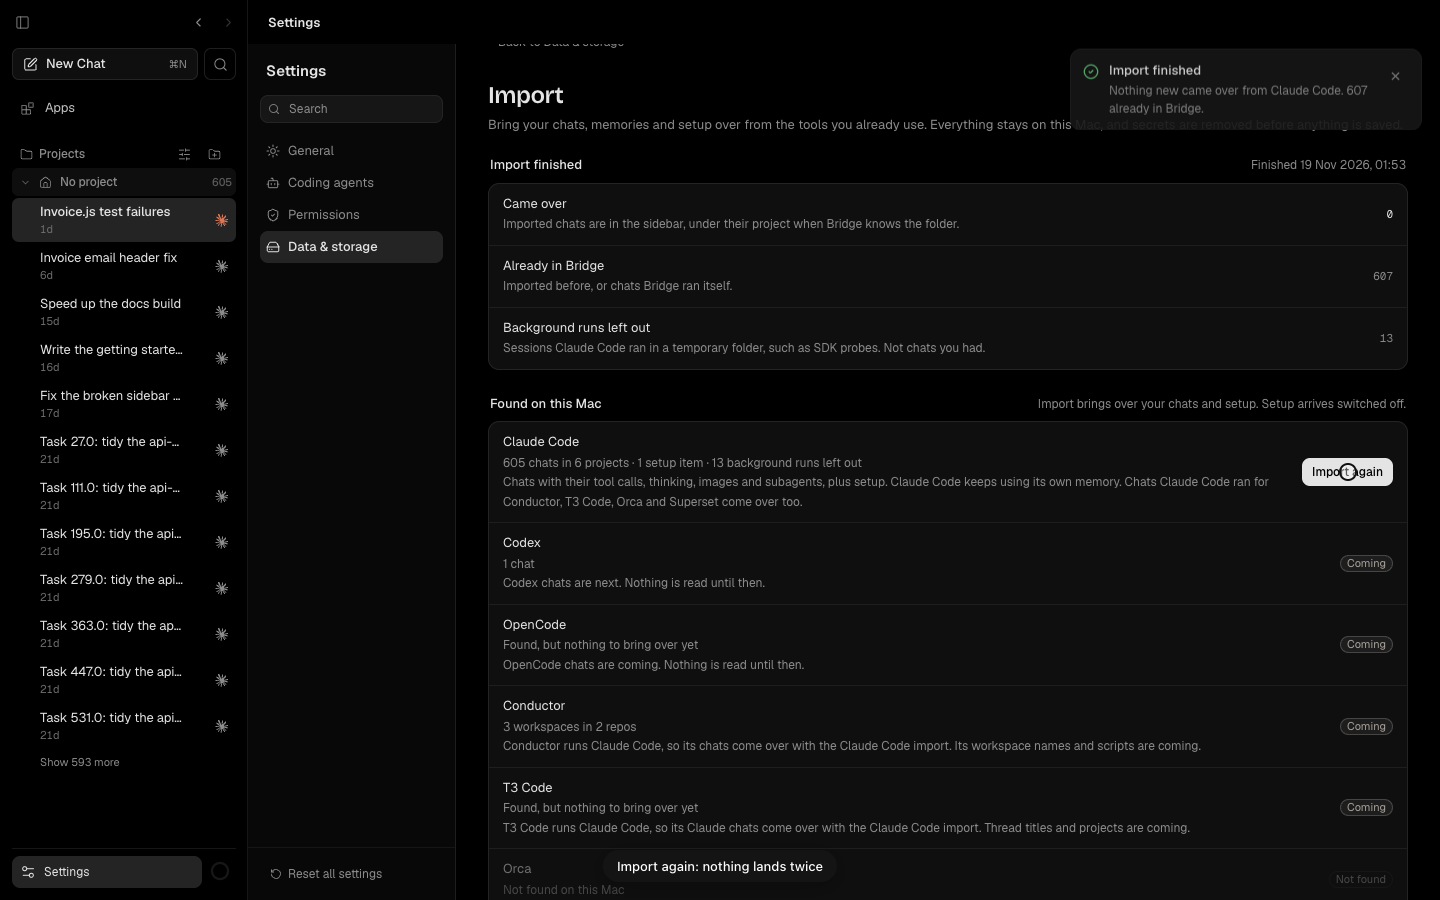 Settings
New Chat
⌘N
Apps
Projects
No project
605
Invoice.js test failures
1d
Invoice email header fix
6d
Speed up the docs build
15d
Write the getting starte...
16d
Fix the broken sidebar ...
17d
Task 27.0: tidy the api-...
21d
Task 111.0: tidy the api-...
21d
Task 195.0: tidy the api...
21d
Task 279.0: tidy the api...
21d
Task 363.0: tidy the ap...
21d
Task 447.0: tidy the api...
21d
Task 531.0: tidy the api...
21d
Show 593 more
Settings
Settings
Search
General
Coding agents
Permissions
Data & storage
Reset all settings
Back to Data & storage
Import
Bring your chats, memories and setup over from the tools you already use. Everything stays on this Mac, and secrets are removed before anything is saved.
Import finished
Nothing new came over from Claude Code. 607
already in Bridge.
Import finished
Finished 19 Nov 2026, 01:53
Came over
Imported chats are in the sidebar, under their project when Bridge knows the folder.
0
Already in Bridge
Imported before, or chats Bridge ran itself.
607
Background runs left out
Sessions Claude Code ran in a temporary folder, such as SDK probes. Not chats you had.
13
Found on this Mac
Import brings over your chats and setup. Setup arrives switched off.
Claude Code
605 chats in 6 projects · 1 setup item · 13 background runs left out
Chats with their tool calls, thinking, images and subagents, plus setup. Claude Code keeps using its own memory. Chats Claude Code ran for
Conductor, T3 Code, Orca and Superset come over too.
Import again
Codex
1 chat
Codex chats are next. Nothing is read until then.
Coming
OpenCode
Found, but nothing to bring over yet
OpenCode chats are coming. Nothing is read until then.
Coming
Conductor
3 workspaces in 2 repos
Conductor runs Claude Code, so its chats come over with the Claude Code import. Its workspace names and scripts are coming.
Coming
T3 Code
Found, but nothing to bring over yet
T3 Code runs Claude Code, so its Claude chats come over with the Claude Code import. Thread titles and projects are coming.
Coming
Orca
Not found on this Mac
Not found
Import again: nothing lands twice